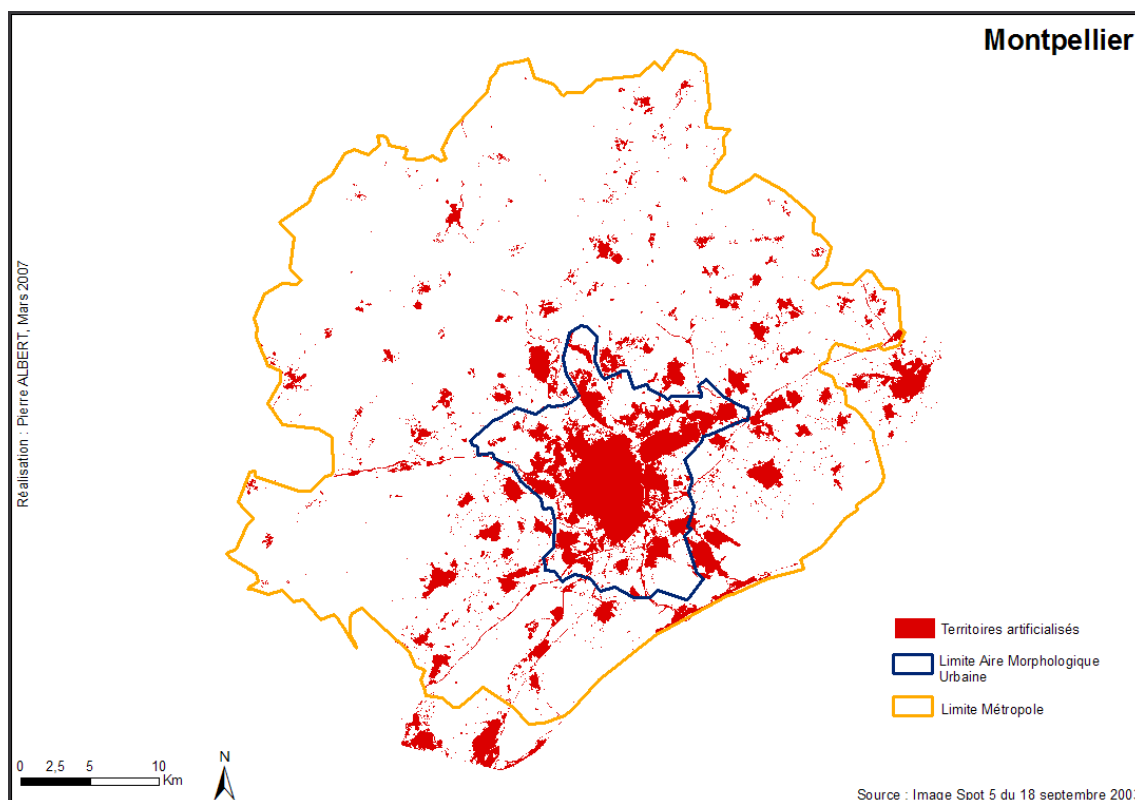 Montpellier
Réalisation : Pierre ALBERT, Mars 2007
Territoires artificialisés
Limite Aire Morphologique
Urbaine
Limite Métropole
0 2,5 5 10
Km
N
Source : Image Spot 5 du 18 septembre 2003